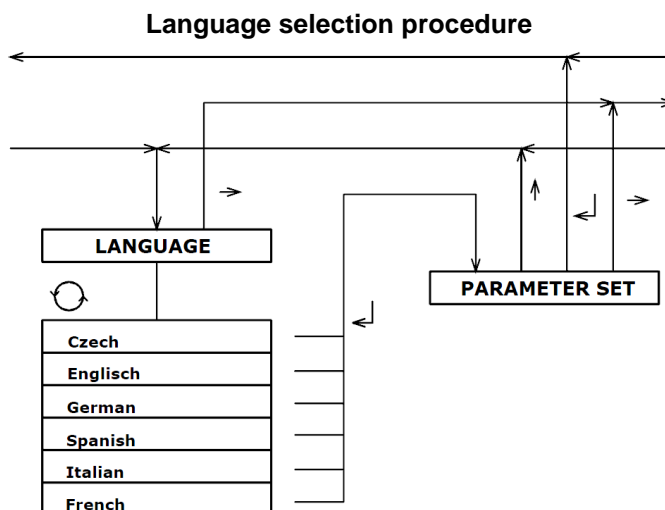 Language selection procedure
LANGUAGE
PARAMETER SET
Czech
Englisch
German
Spanish
Italian
French